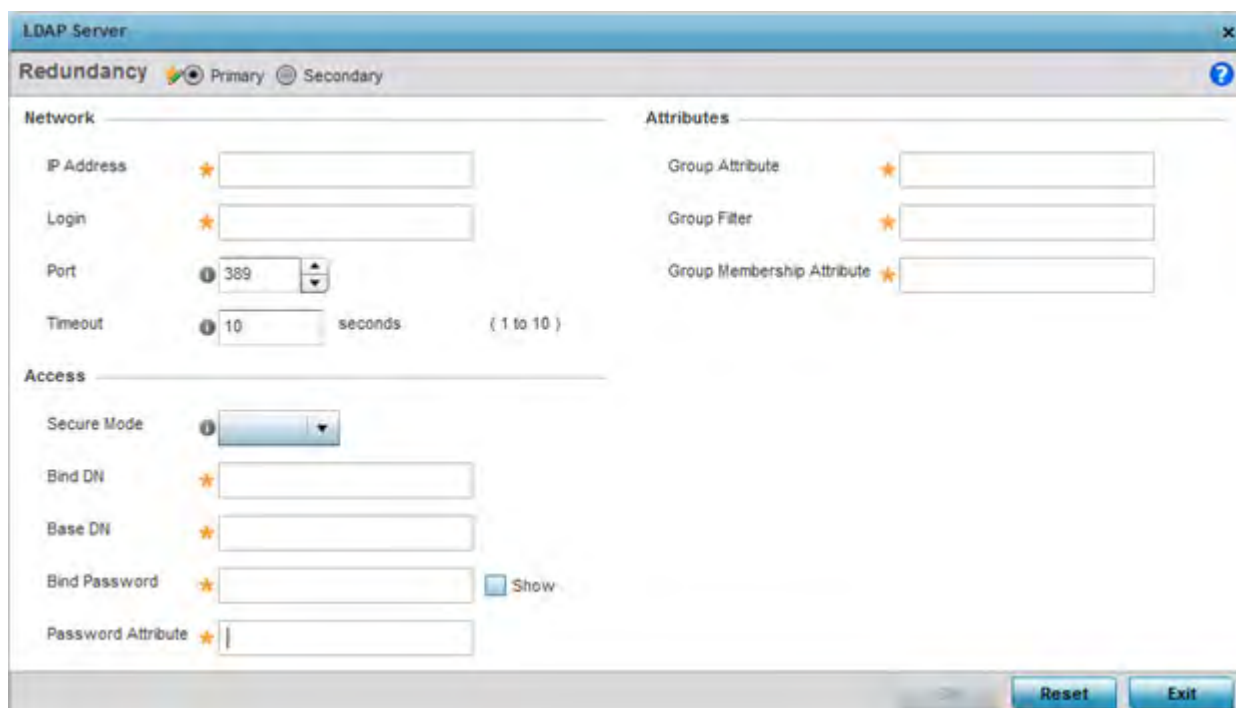 LDAP Server
Redundancy Primary Secondary
Network
IP Address
Login
Port 389
Timeout 10 seconds ( 1 to 10 )
Access
Secure Mode
Bind DN
Base DN
Bind Password Show
Password Attribute
Attributes
Group Attribute
Group Filter
Group Membership Attribute
Reset Exit